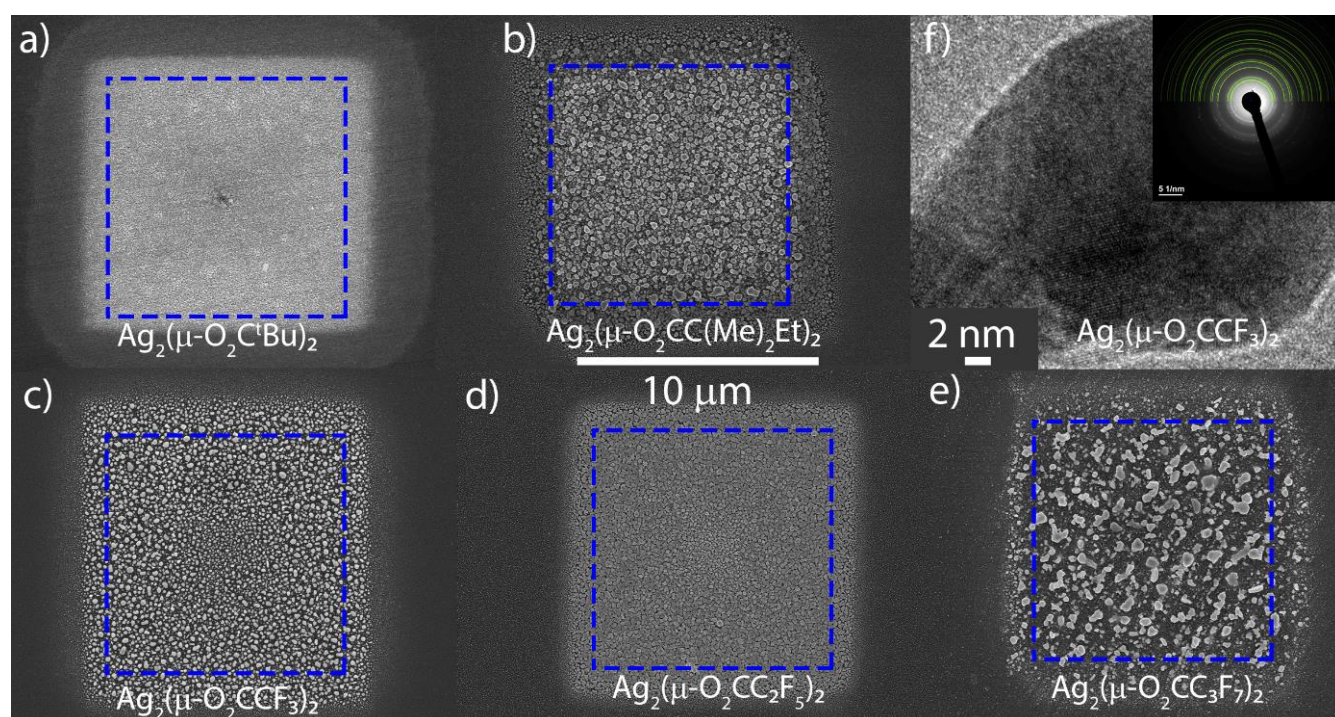 a)
Ag₂(μ-O₂CᵗBu)₂
b)
Ag₂(μ-O₂CC(Me)₂Et)₂
10 μm
f)
5 1/nm
2 nm
Ag₂(μ-O₂CCF₃)₂
c)
Ag₂(μ-O₂CCF₃)₂
d)
Ag₂(μ-O₂CC₂F₅)₂
e)
Ag₂(μ-O₂CC₃F₇)₂